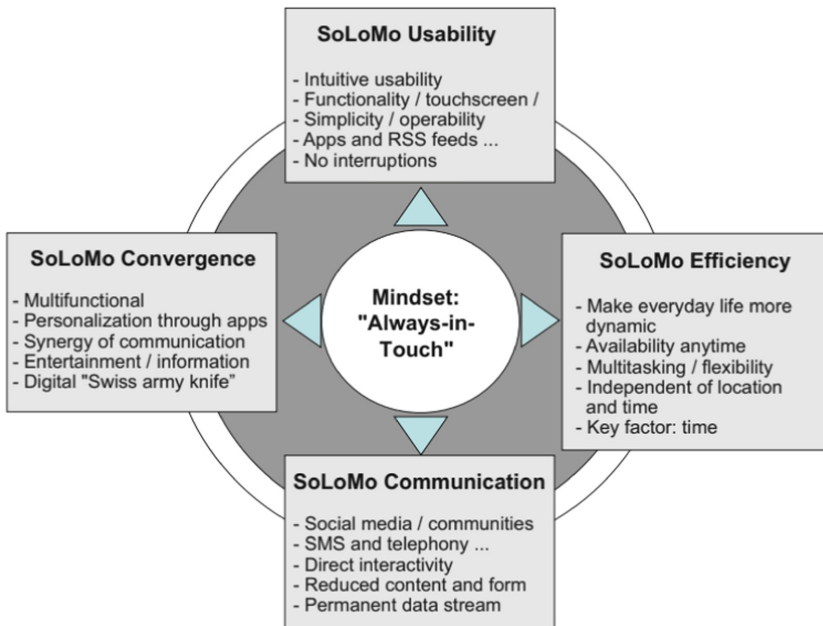 SoLoMo Usability
- Intuitive usability
- Functionality / touchscreen /
- Simplicity / operability
- Apps and RSS feeds ...
- No interruptions
SoLoMo Convergence
- Multifunctional
- Personalization through apps
- Synergy of communication
- Entertainment / information
- Digital "Swiss army knife”
Mindset:
"Always-in-
Touch"
SoLoMo Efficiency
- Make everyday life more
dynamic
- Availability anytime
- Multitasking / flexibility
- Independent of location
and time
- Key factor: time
SoLoMo Communication
- Social media / communities
- SMS and telephony ...
- Direct interactivity
- Reduced content and form
- Permanent data stream